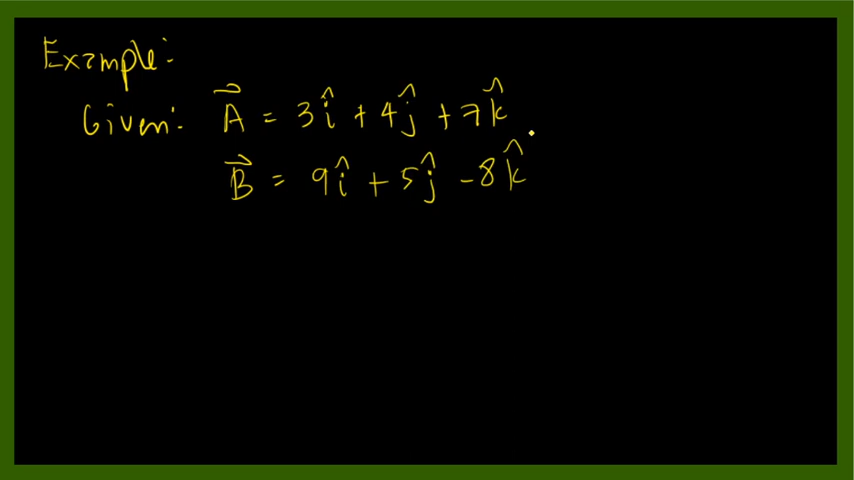 Example:
Given: A⃗ = 3î + 4ĵ + 7k̂
B⃗ = 9î + 5ĵ - 8k̂